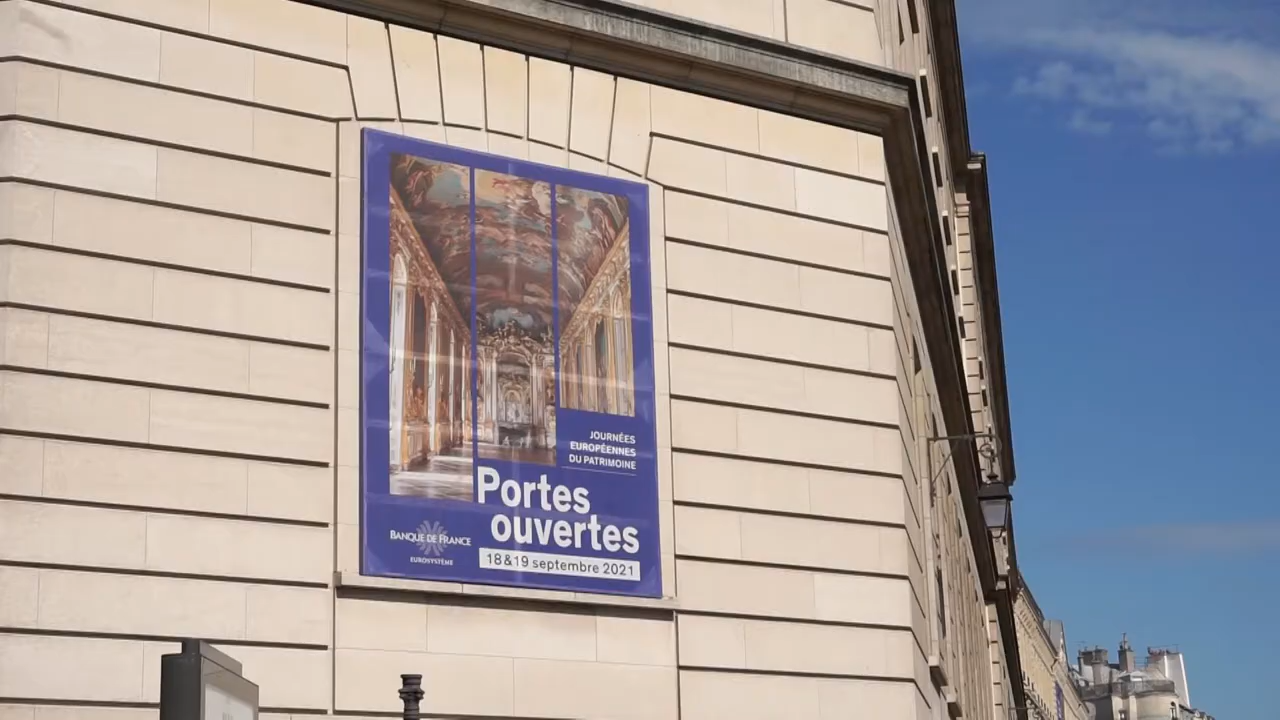 JOURNÉES
EUROPÉENNES
DU PATRIMOINE
Portes
ouvertes
18&19 septembre 2021
BANQUE DE FRANCE
EUROSYSTÈME